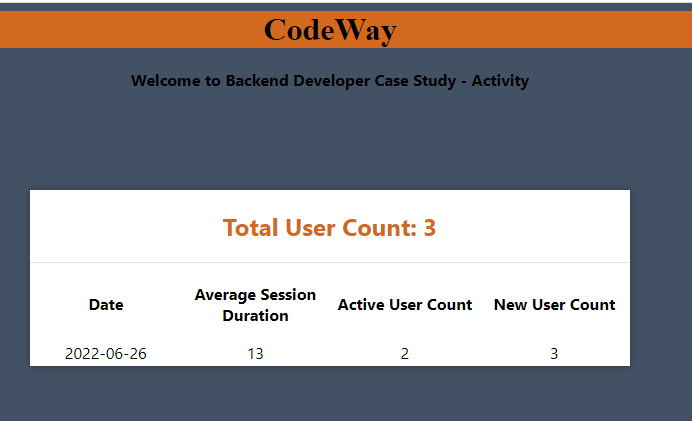 CodeWay
Welcome to Backend Developer Case Study - Activity
Total User Count: 3
Date
Average Session
Duration
Active User Count
New User Count
2022-06-26
13
2
3